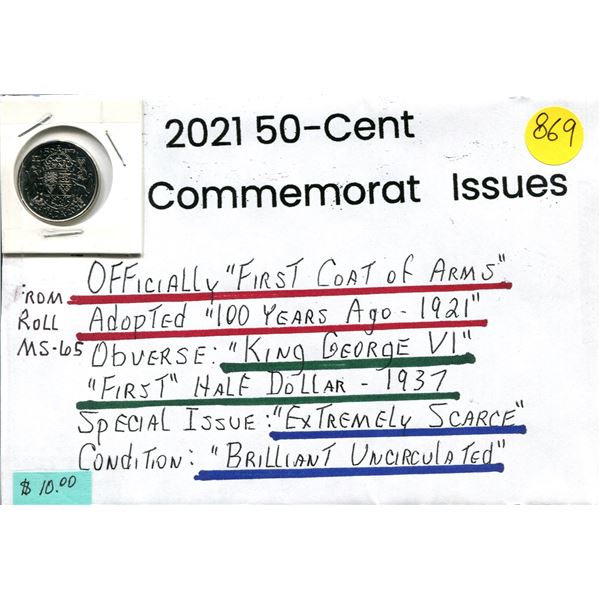 2021 50-Cent
869
Commemorat Issues
OFFicially "First Coat of Arms"
FROM
Adopted "100 Years Ago - 1921"
Roll
MS-65
Obverse: "King George VI"
"First" Half Dollar - 1937
Special Issue: "Extremely Scarce"
Condition: "Brilliant Uncirculated"
$ 10.00